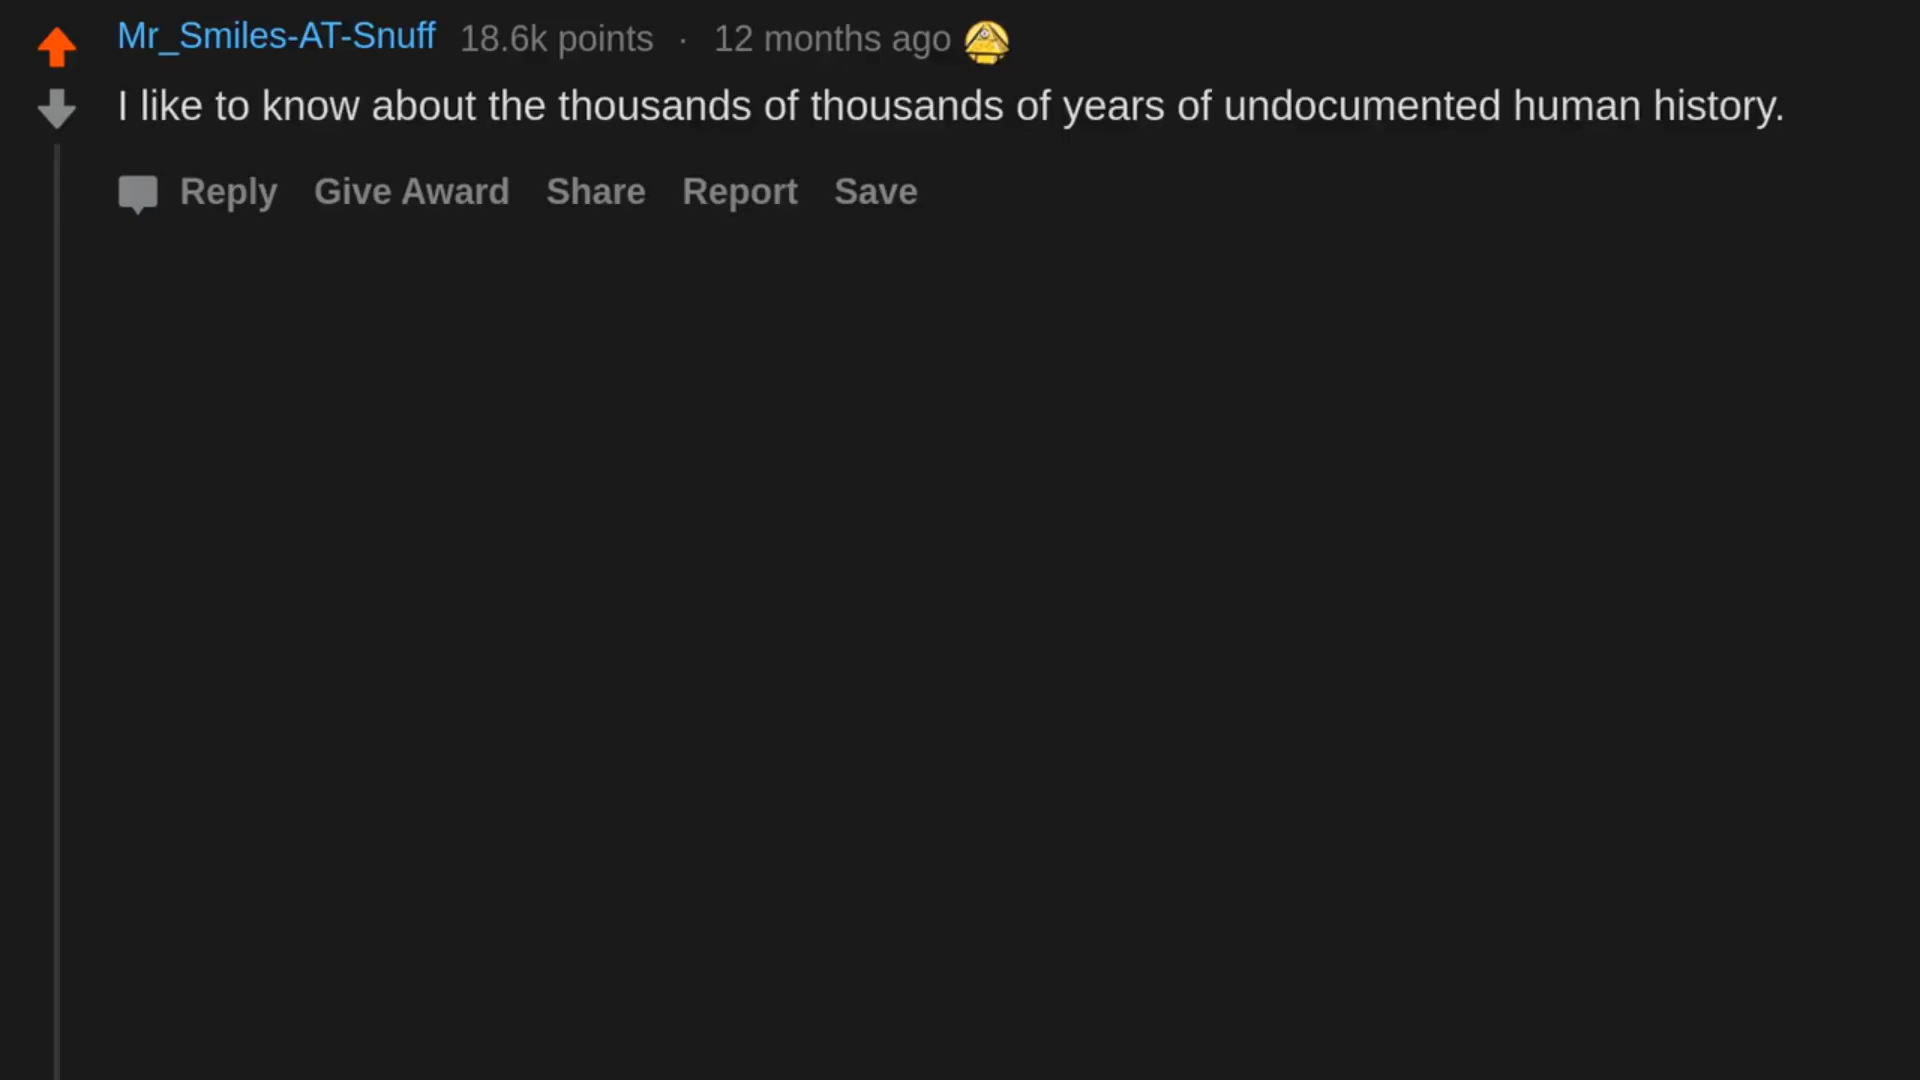 Mr_Smiles-AT-Snuff 18.6k points · 12 months ago
I like to know about the thousands of thousands of years of undocumented human history.
Reply Give Award Share Report Save